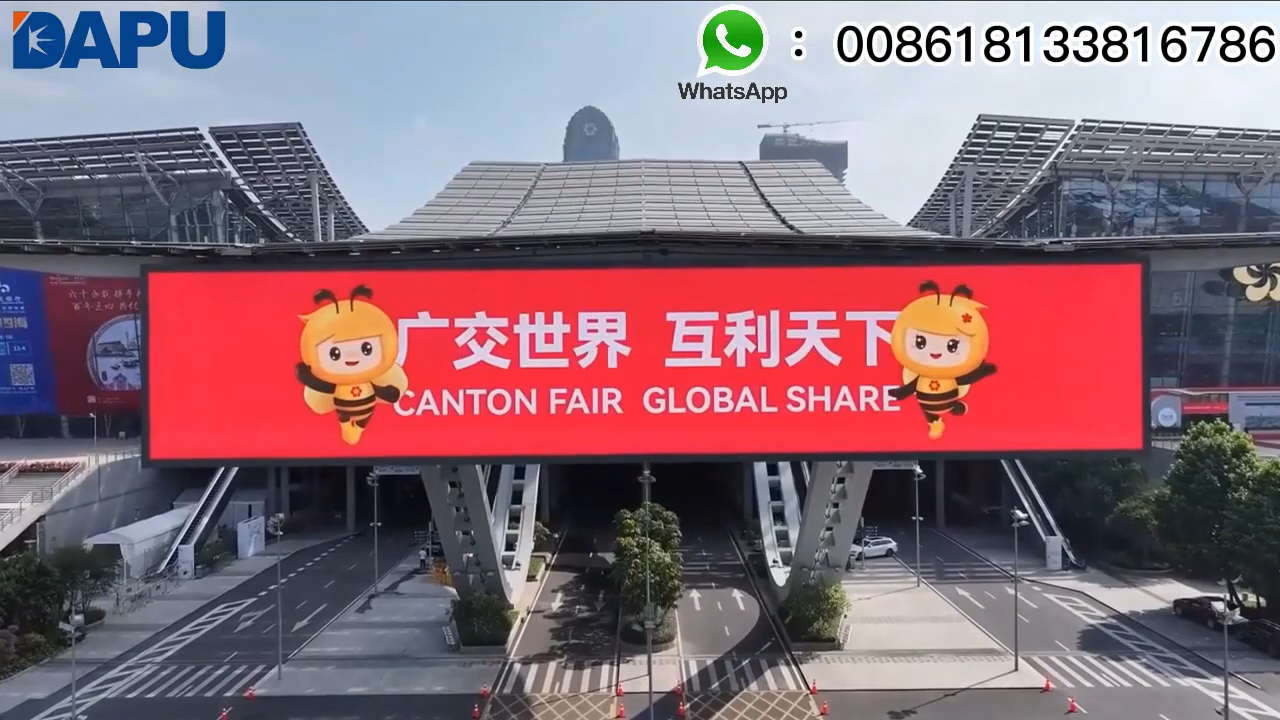 DAPU
WhatsApp
：008618133816786
广交世界 互利天下
CANTON FAIR GLOBAL SHARE